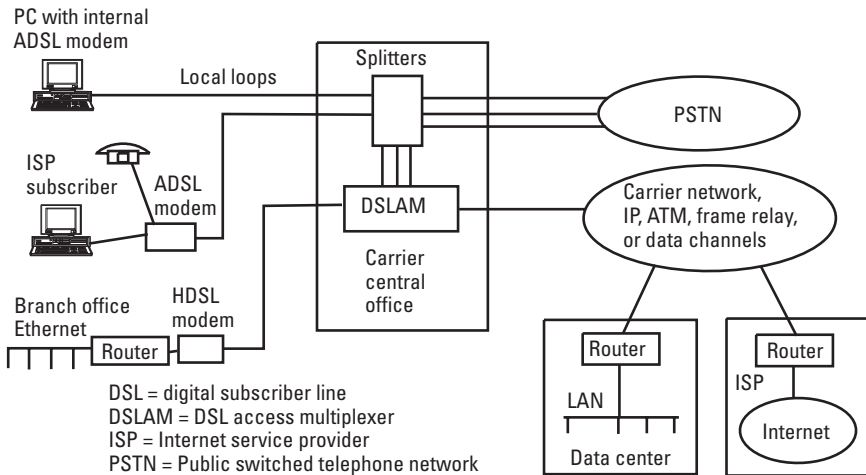 PC with internal
ADSL modem
Splitters
Local loops
PSTN
ISP
subscriber
ADSL
modem
DSLAM
Carrier network,
IP, ATM, frame relay,
or data channels
Carrier
central
office
Branch office
Ethernet
HDSL
modem
Router
Router
Router
LAN
ISP
Data center
Internet
DSL = digital subscriber line
DSLAM = DSL access multiplexer
ISP = Internet service provider
PSTN = Public switched telephone network